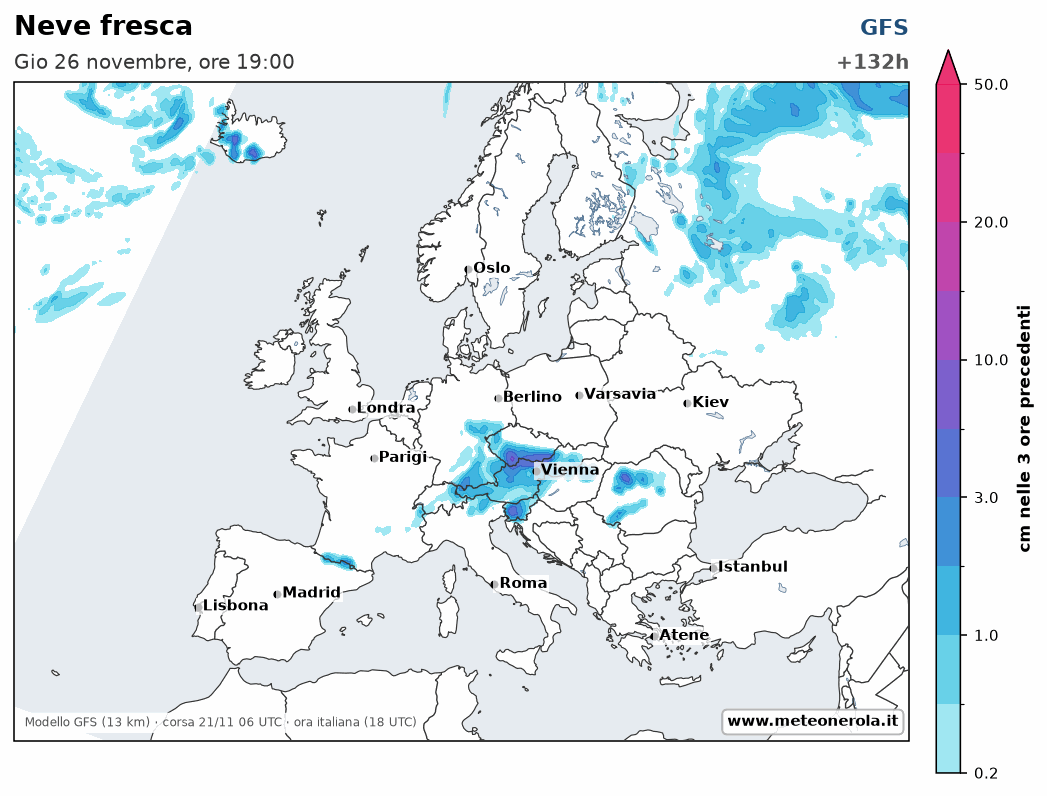 Neve fresca
GFS
Gio 26 novembre, ore 19:00
+132h
50.0
20.0
10.0
3.0
1.0
0.2
cm nelle 3 ore precedenti
Oslo
Berlino
Varsavia
Kiev
Londra
Parigi
Vienna
Istanbul
Roma
Madrid
Lisbona
Atene
Modello GFS (13 km) · corsa 21/11 06 UTC · ora italiana (18 UTC)
www.meteonerola.it